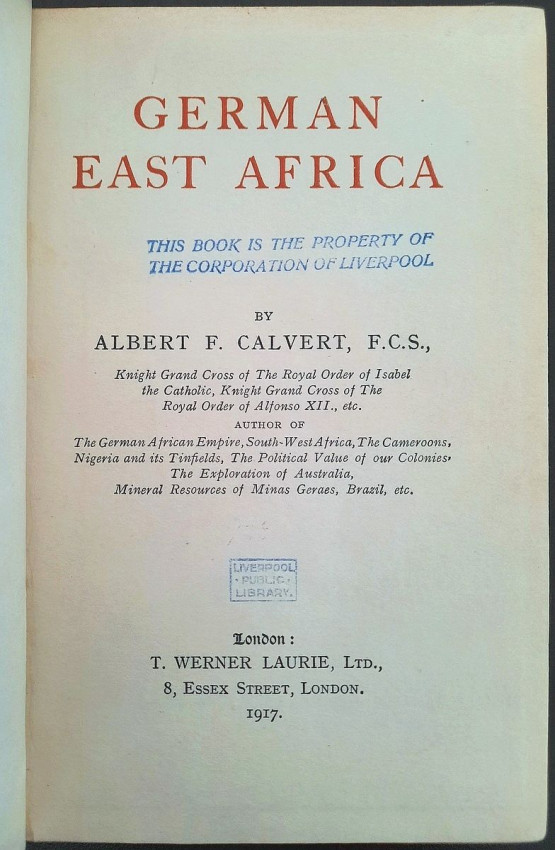 GERMAN
EAST AFRICA
THIS BOOK IS THE PROPERTY OF
THE CORPORATION OF LIVERPOOL
BY
ALBERT F. CALVERT, F.C.S.,
Knight Grand Cross of The Royal Order of Isabel
the Catholic, Knight Grand Cross of The
Royal Order of Alfonso XII., etc.
AUTHOR OF
The German African Empire, South-West Africa, The Cameroons,
Nigeria and its Tinfields, The Political Value of our Colonies,
The Exploration of Australia,
Mineral Resources of Minas Geraes, Brazil, etc.
LIVERPOOL
· PUBLIC ·
LIBRARY.
London:
T. WERNER LAURIE, LTD.,
8, ESSEX STREET, LONDON.
1917.